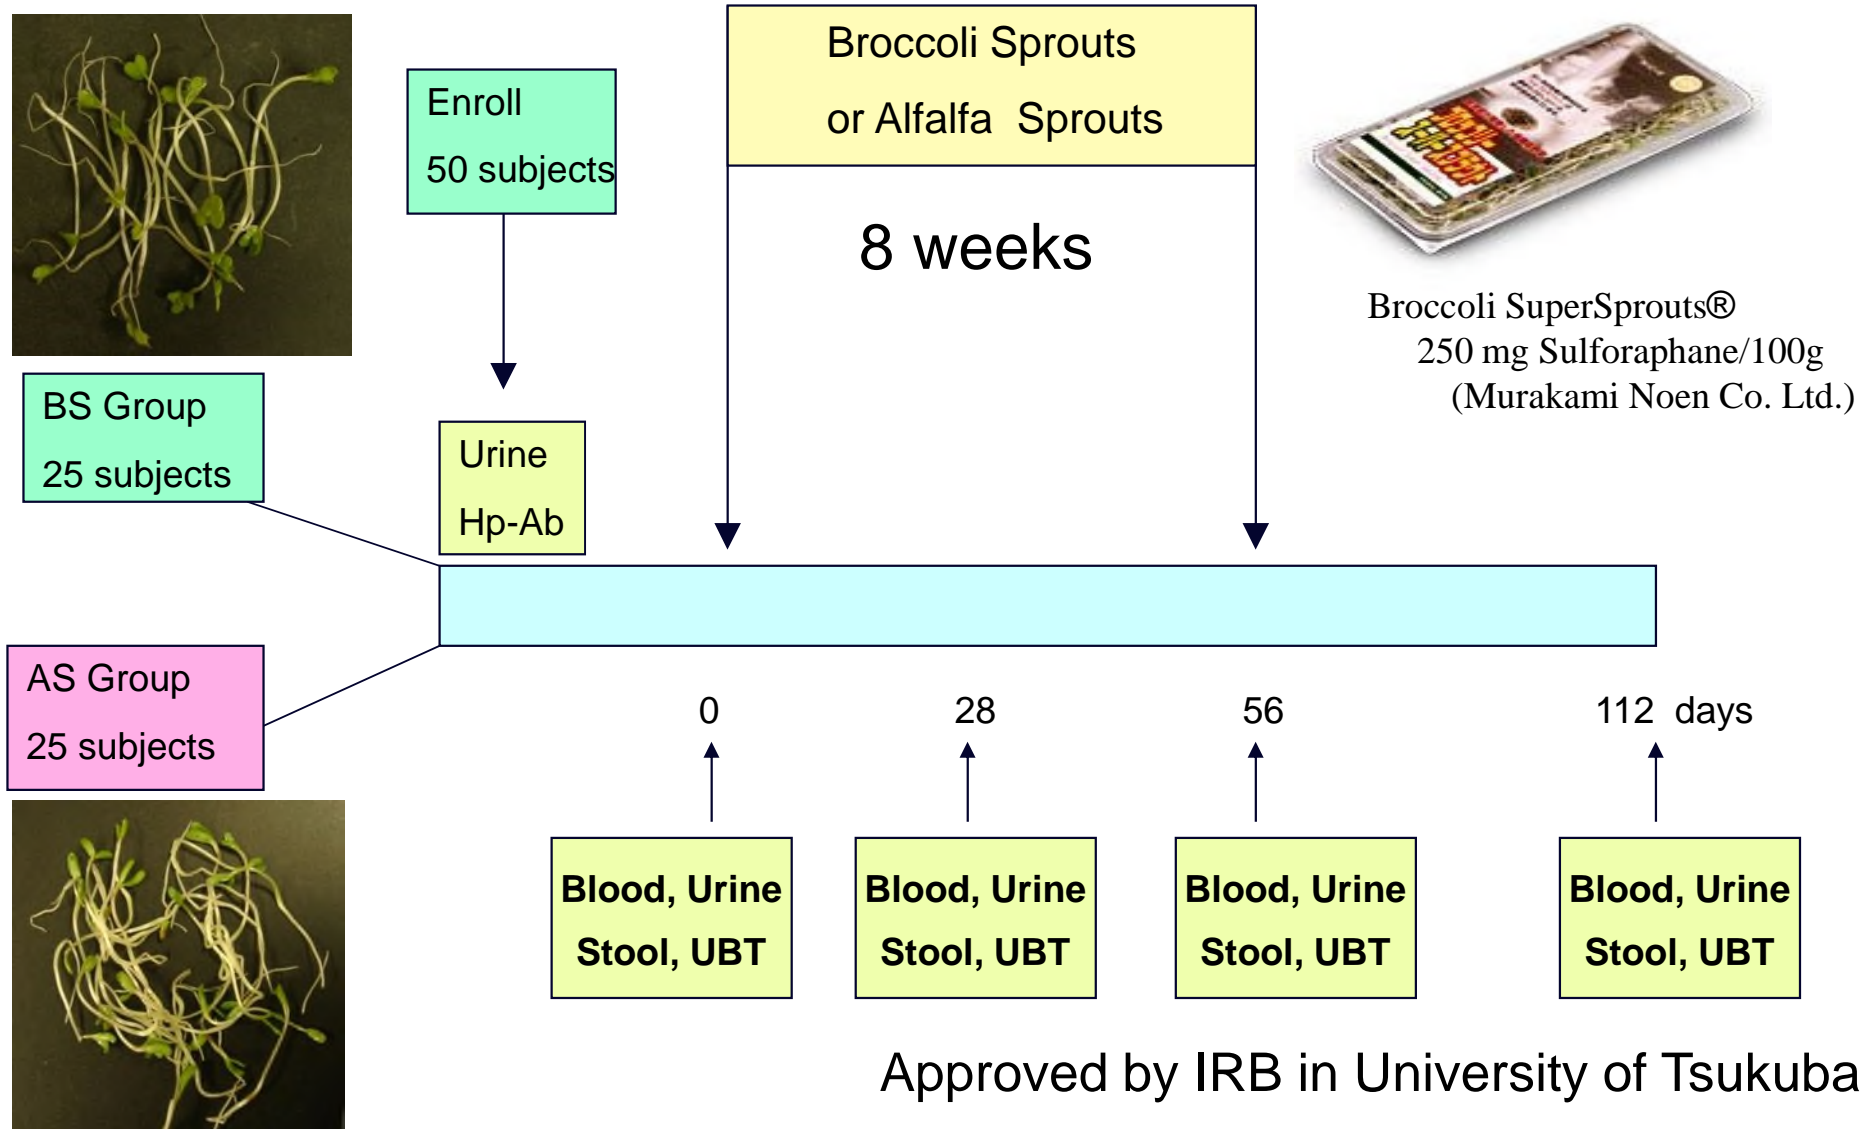 Enroll
50 subjects
Broccoli Sprouts
or Alfalfa Sprouts
8 weeks
Broccoli SuperSprouts®
250 mg Sulforaphane/100g
(Murakami Noen Co. Ltd.)
BS Group
25 subjects
Urine
Hp-Ab
AS Group
25 subjects
0
28
56
112 days
Blood, Urine
Stool, UBT
Blood, Urine
Stool, UBT
Blood, Urine
Stool, UBT
Blood, Urine
Stool, UBT
Approved by IRB in University of Tsukuba